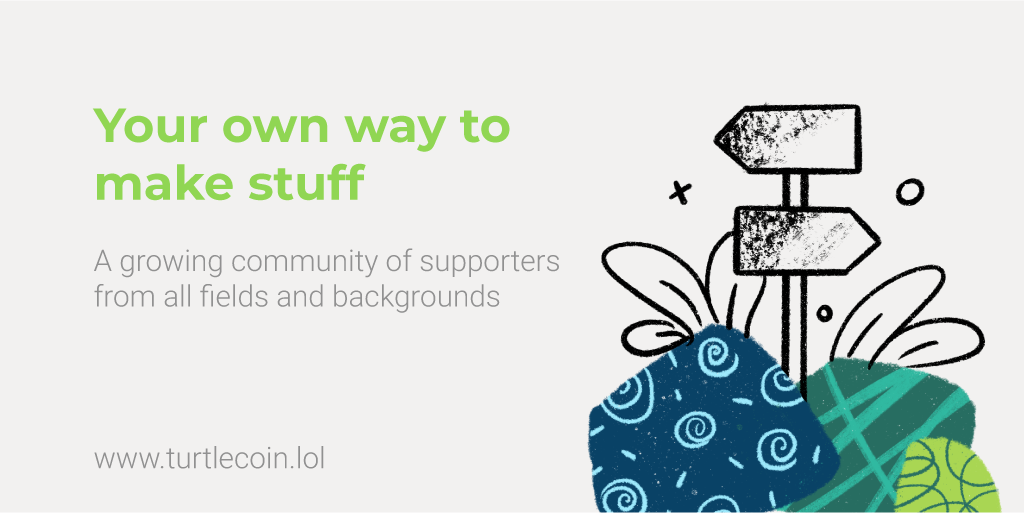 Your own way to
make stuff
A growing community of supporters
from all fields and backgrounds
www.turtlecoin.lol